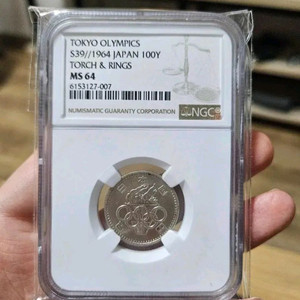 TOKYO OLYMPICS
S39//1964 JAPAN 100Y
TORCH & RINGS
MS 64
6153127-007
NUMISMATIC GUARANTY CORPORATION
NGC